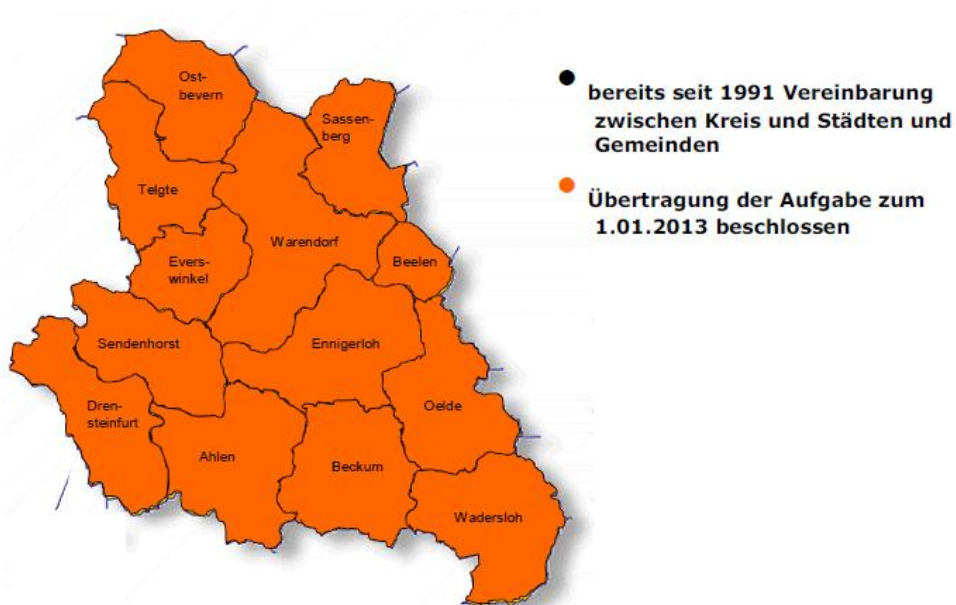 Ost-
bevern
Sassen-
berg
Telgte
Warendorf
Evers-
winkel
Beelen
Sendenhorst
Ennigerloh
Dren-
steinfurt
Oelde
Ahlen
Beckum
Wadersloh
bereits seit 1991 Vereinbarung
zwischen Kreis und Städten und
Gemeinden
Übertragung der Aufgabe zum
1.01.2013 beschlossen